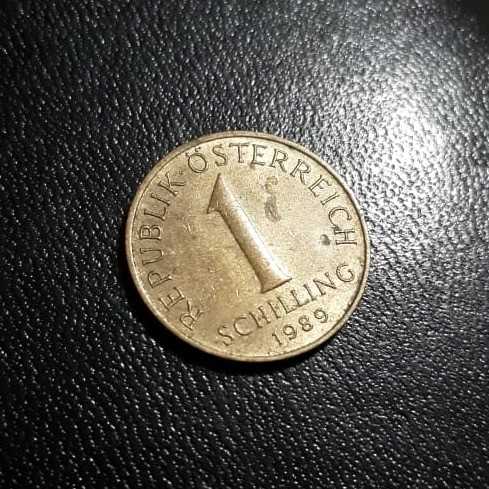 REPUBLIK·ÖSTERREICH
1
SCHILLING
1989